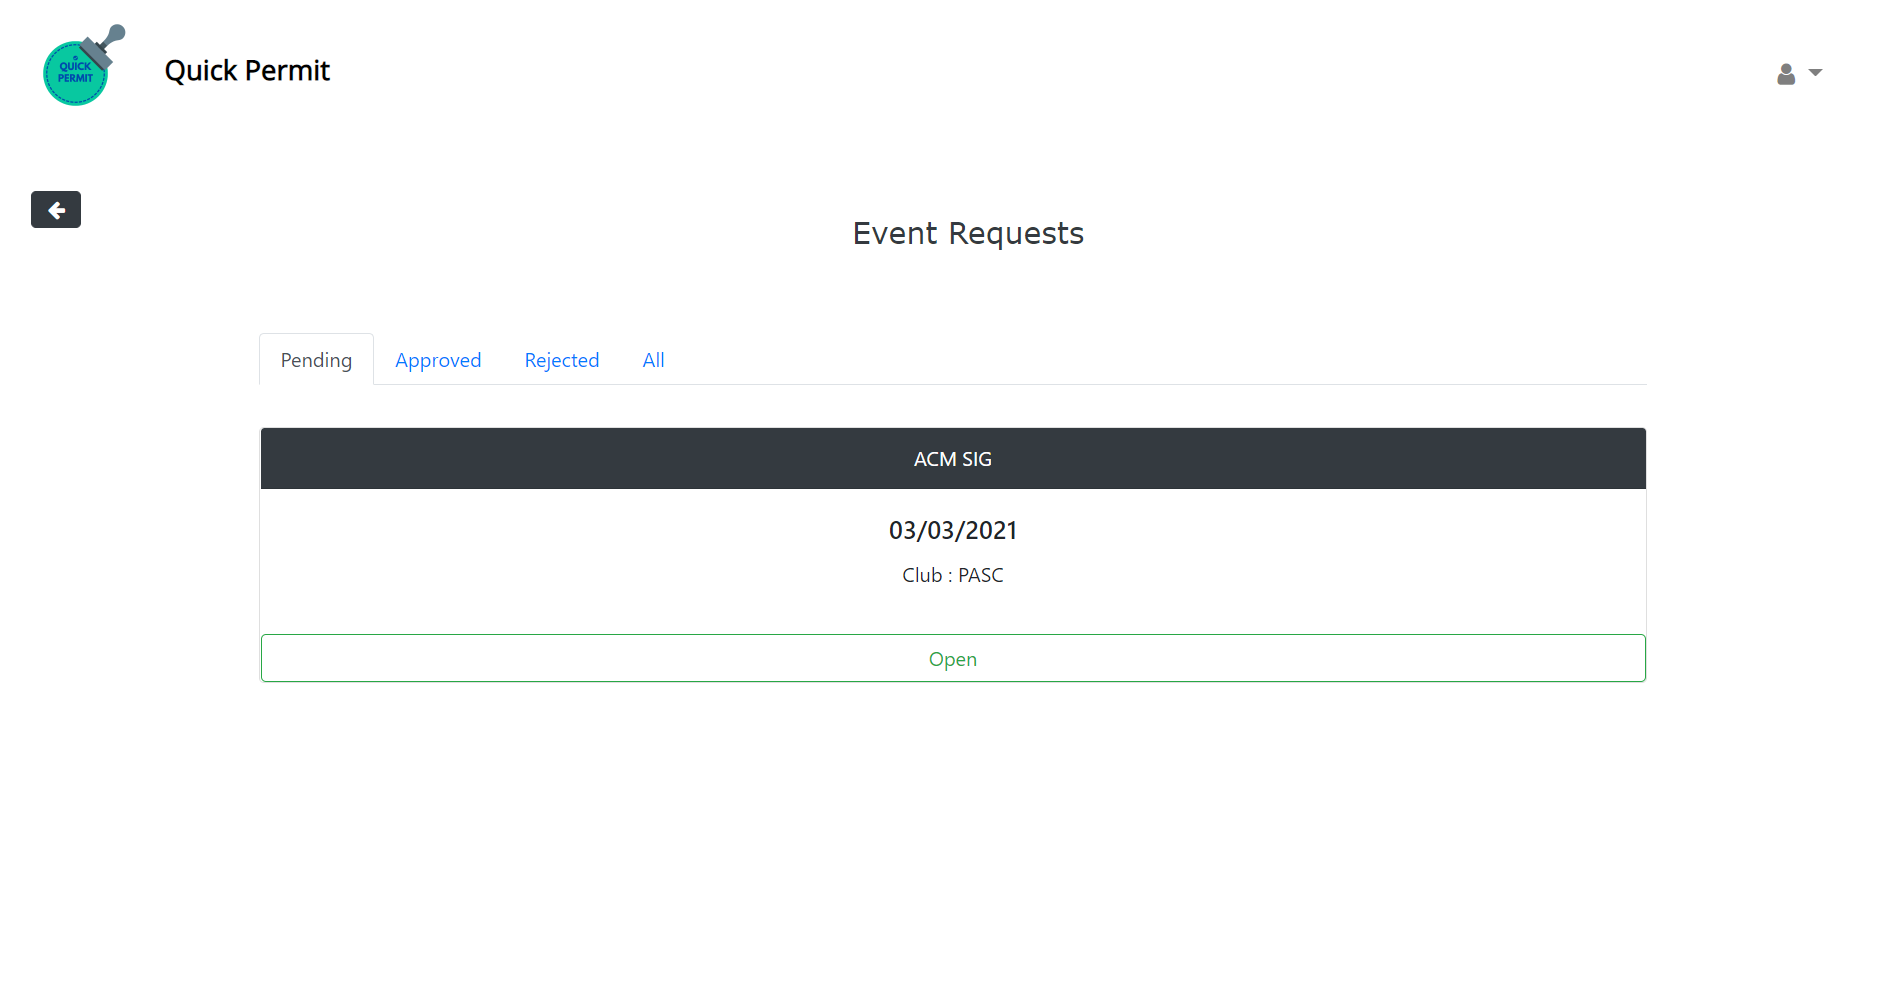 QUICK
PERMIT
Quick Permit
Event Requests
Pending Approved Rejected All
ACM SIG
03/03/2021
Club : PASC
Open